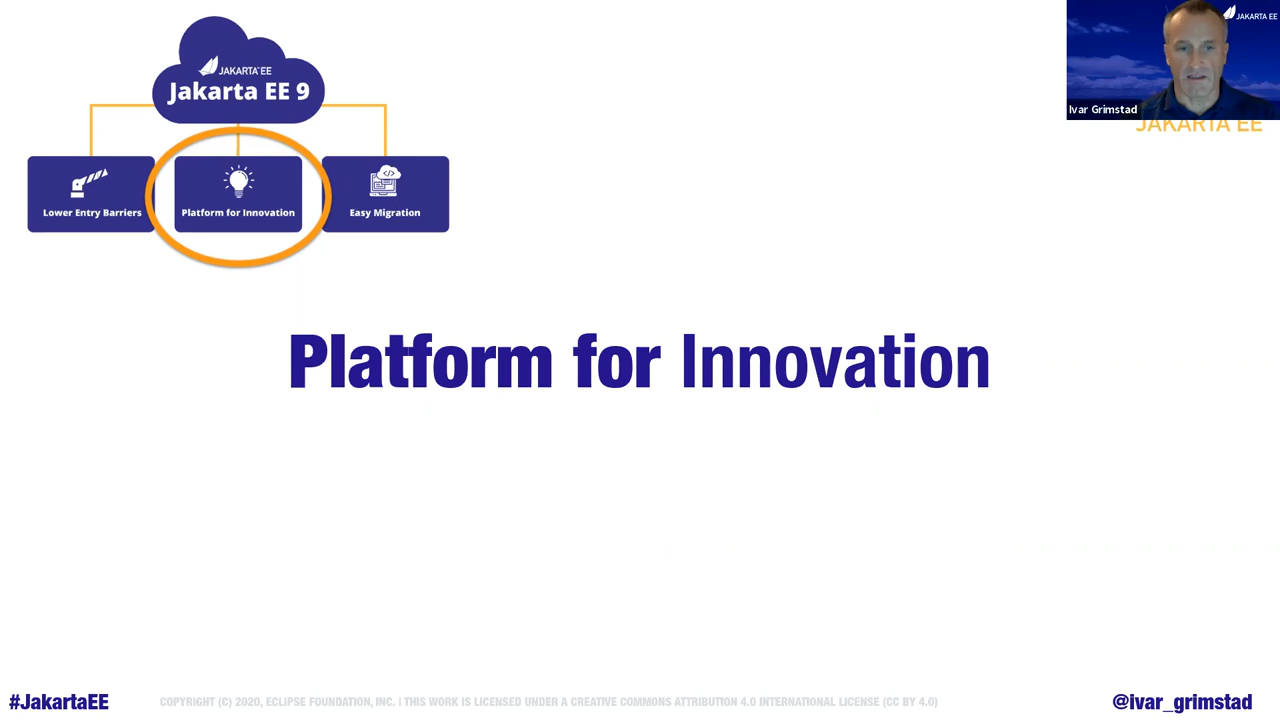 JAKARTA EE
Jakarta EE 9
Lower Entry Barriers
Platform for Innovation
Easy Migration
JAKARTA EE
Ivar Grimstad
JAKARTA EE
Platform for Innovation
#JakartaEE
COPYRIGHT (C) 2020, ECLIPSE FOUNDATION, INC. | THIS WORK IS LICENSED UNDER A CREATIVE COMMONS ATTRIBUTION 4.0 INTERNATIONAL LICENSE (CC BY 4.0)
@ivar_grimstad